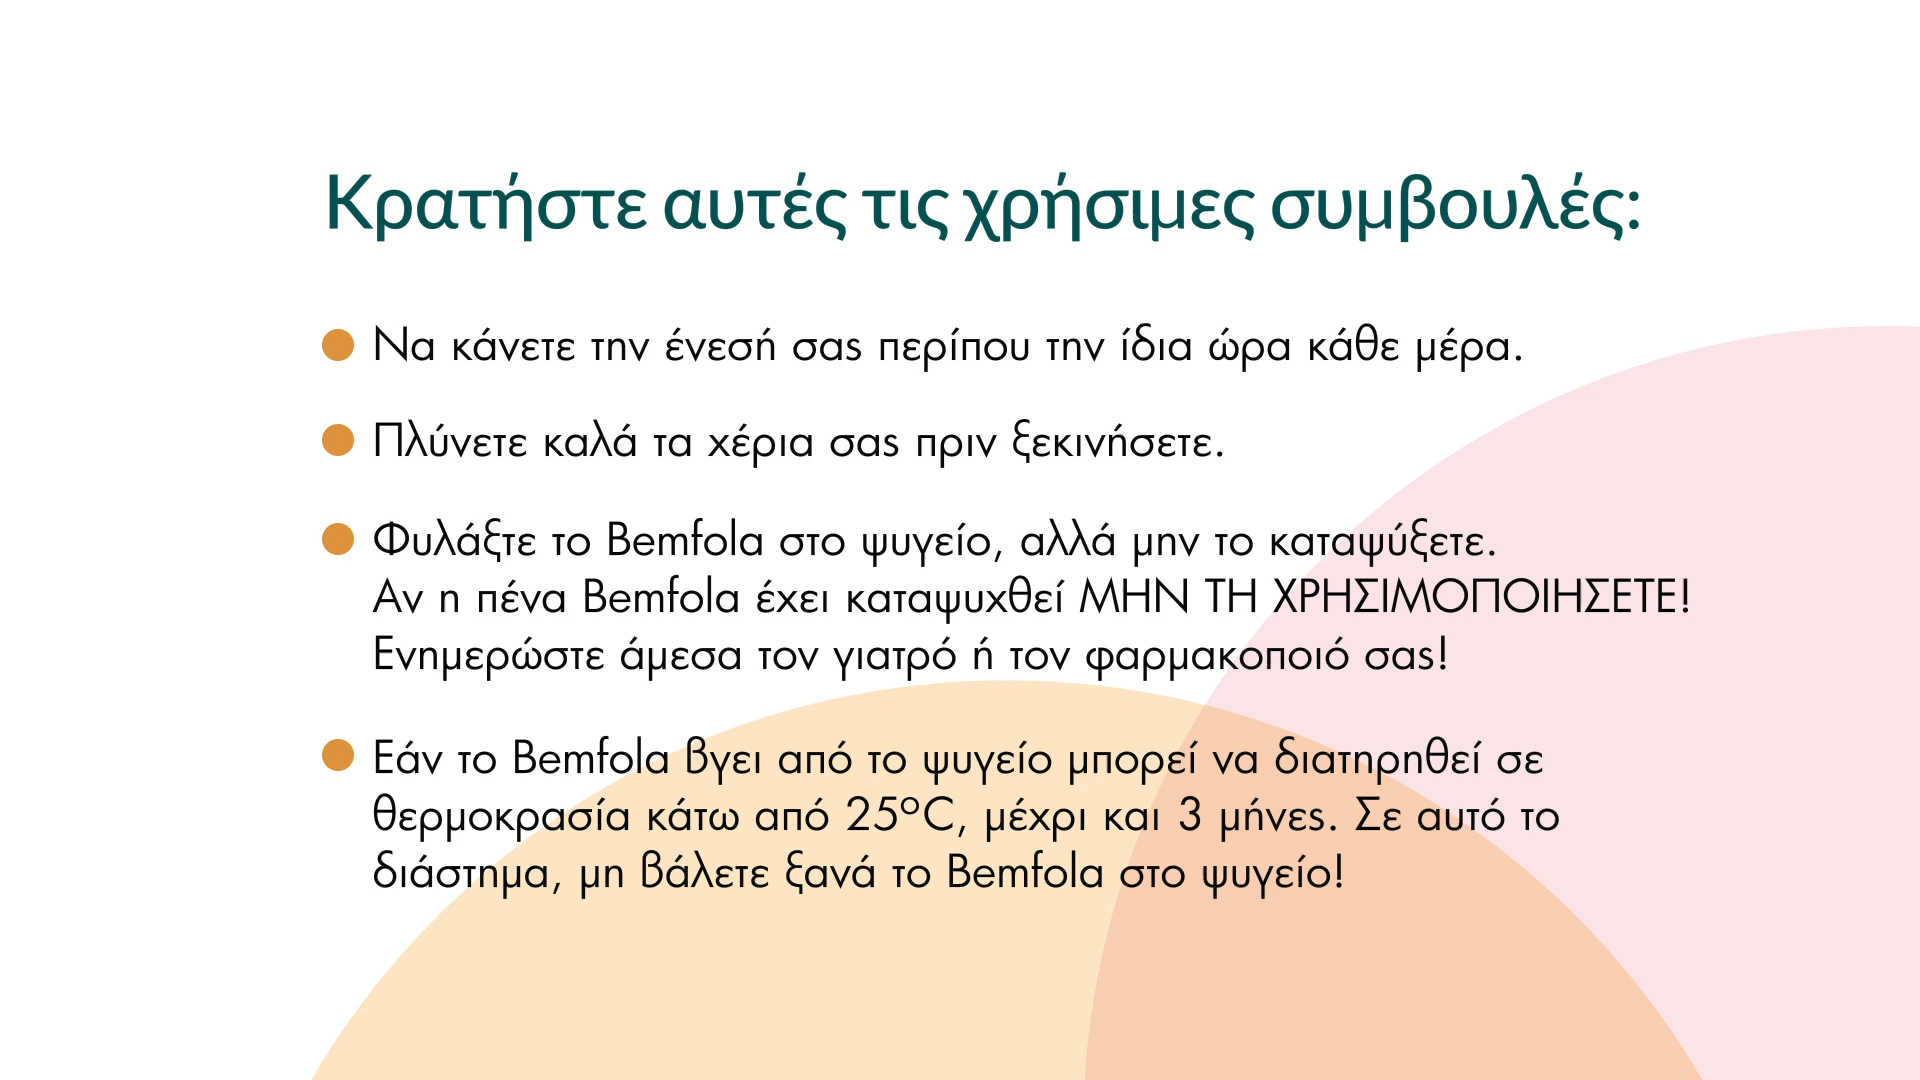 Κρατήστε αυτές τις χρήσιμες συμβουλές:
Να κάνετε την ένεσή σας περίπου την ίδια ώρα κάθε μέρα.
Πλύνετε καλά τα χέρια σας πριν ξεκινήσετε.
Φυλάξτε το Bemfola στο ψυγείο, αλλά μην το καταψύξετε.
Αν η πένα Bemfola έχει καταψυχθεί ΜΗΝ ΤΗ ΧΡΗΣΙΜΟΠΟΙΗΣΕΤΕ!
Ενημερώστε άμεσα τον γιατρό ή τον φαρμακοποιό σας!
Εάν το Bemfola βγει από το ψυγείο μπορεί να διατηρηθεί σε
θερμοκρασία κάτω από 25ºC, μέχρι και 3 μήνες. Σε αυτό το
διάστημα, μη βάλετε ξανά το Bemfola στο ψυγείο!